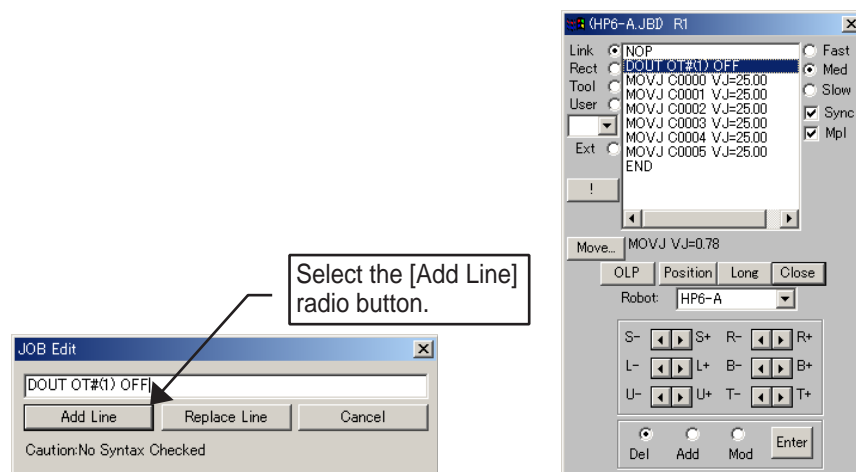 Select the [Add Line]
radio button.
JOB Edit
DOUT OT#(1) OFF
Add Line Replace Line Cancel
Caution:No Syntax Checked
(HP6-A.JBI) R1
Link
Rect
Tool
User
Ext
!
NOP
DOUT OT#(1) OFF
MOVJ C0000 VJ=25.00
MOVJ C0001 VJ=25.00
MOVJ C0002 VJ=25.00
MOVJ C0003 VJ=25.00
MOVJ C0004 VJ=25.00
MOVJ C0005 VJ=25.00
END
Fast
Med
Slow
Sync
Mpl
Move... MOVJ VJ=0.78
OLP Position Long Close
Robot: HP6-A
S- S+ R- R+
L- L+ B- B+
U- U+ T- T+
Del Add Mod Enter